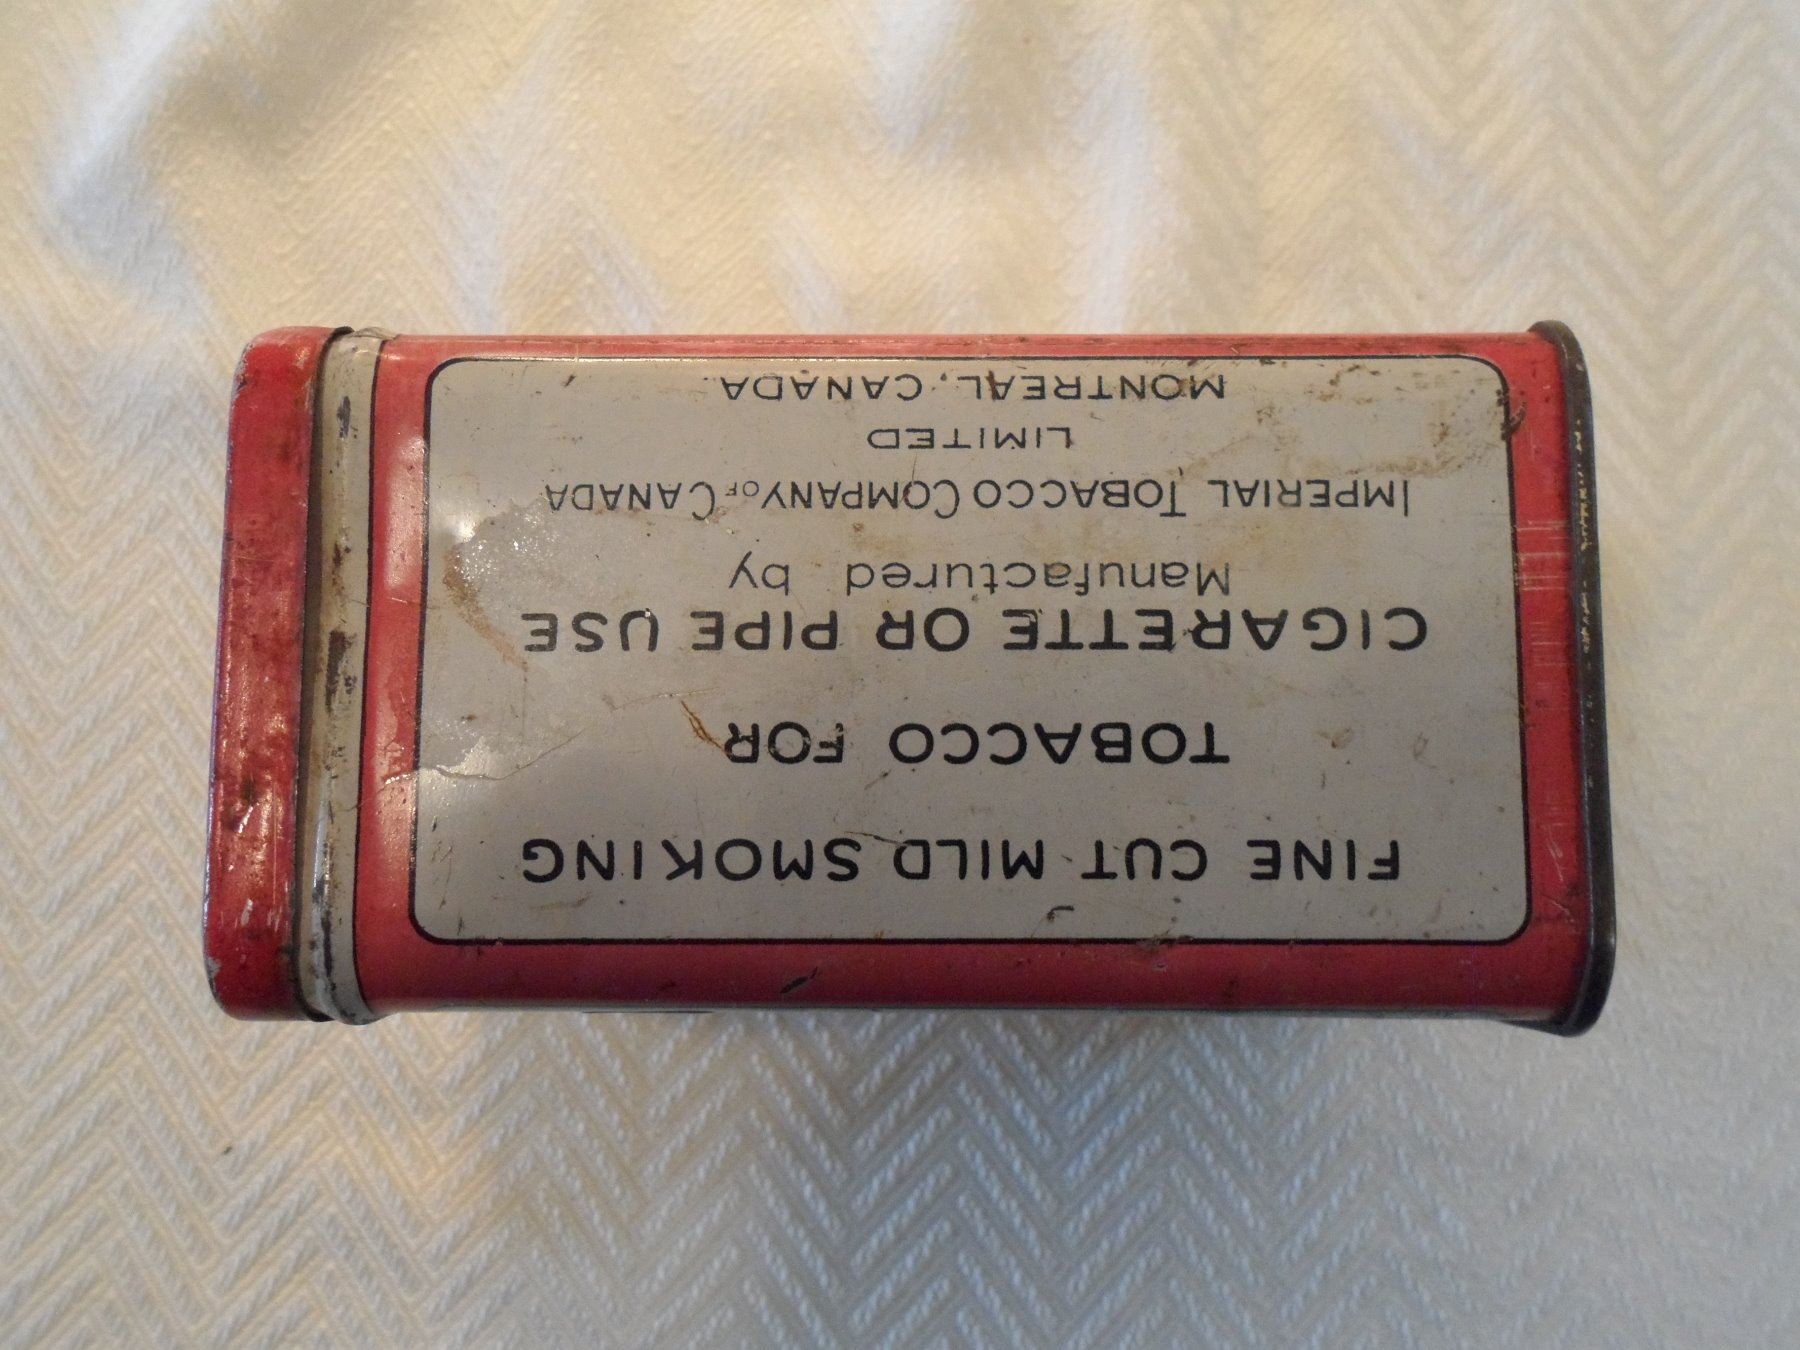 FINE CUT MILD SMOKING
TOBACCO FOR
CIGARETTE OR PIPE USE
Manufactured by
IMPERIAL TOBACCO COMPANY OF CANADA
LIMITED
MONTREAL, CANADA